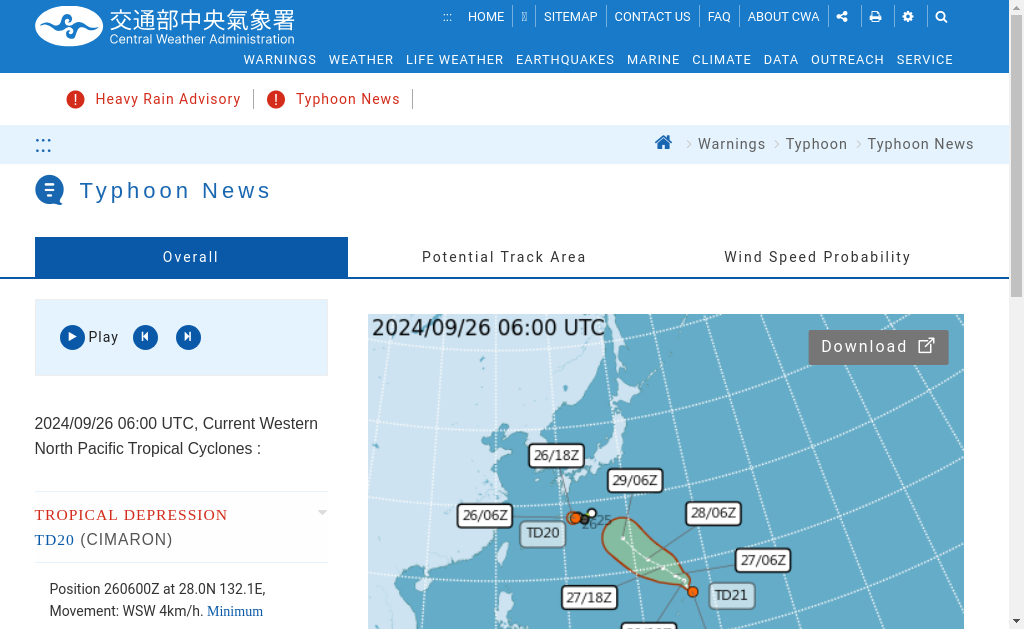 交通部中央氣象署
Central Weather Administration
::: HOME SITEMAP CONTACT US FAQ ABOUT CWA
WARNINGS WEATHER LIFE WEATHER EARTHQUAKES MARINE CLIMATE DATA OUTREACH SERVICE
Heavy Rain Advisory Typhoon News
:::
Warnings Typhoon Typhoon News
Typhoon News
Overall Potential Track Area Wind Speed Probability
Play
2024/09/26 06:00 UTC, Current Western
North Pacific Tropical Cyclones :
TROPICAL DEPRESSION
TD20 (CIMARON)
Position 260600Z at 28.0N 132.1E,
Movement: WSW 4km/h. Minimum
2024/09/26 06:00 UTC
Download
26/18Z
29/06Z
26/06Z
28/06Z
26 25
TD20
27/06Z
27/18Z
TD21